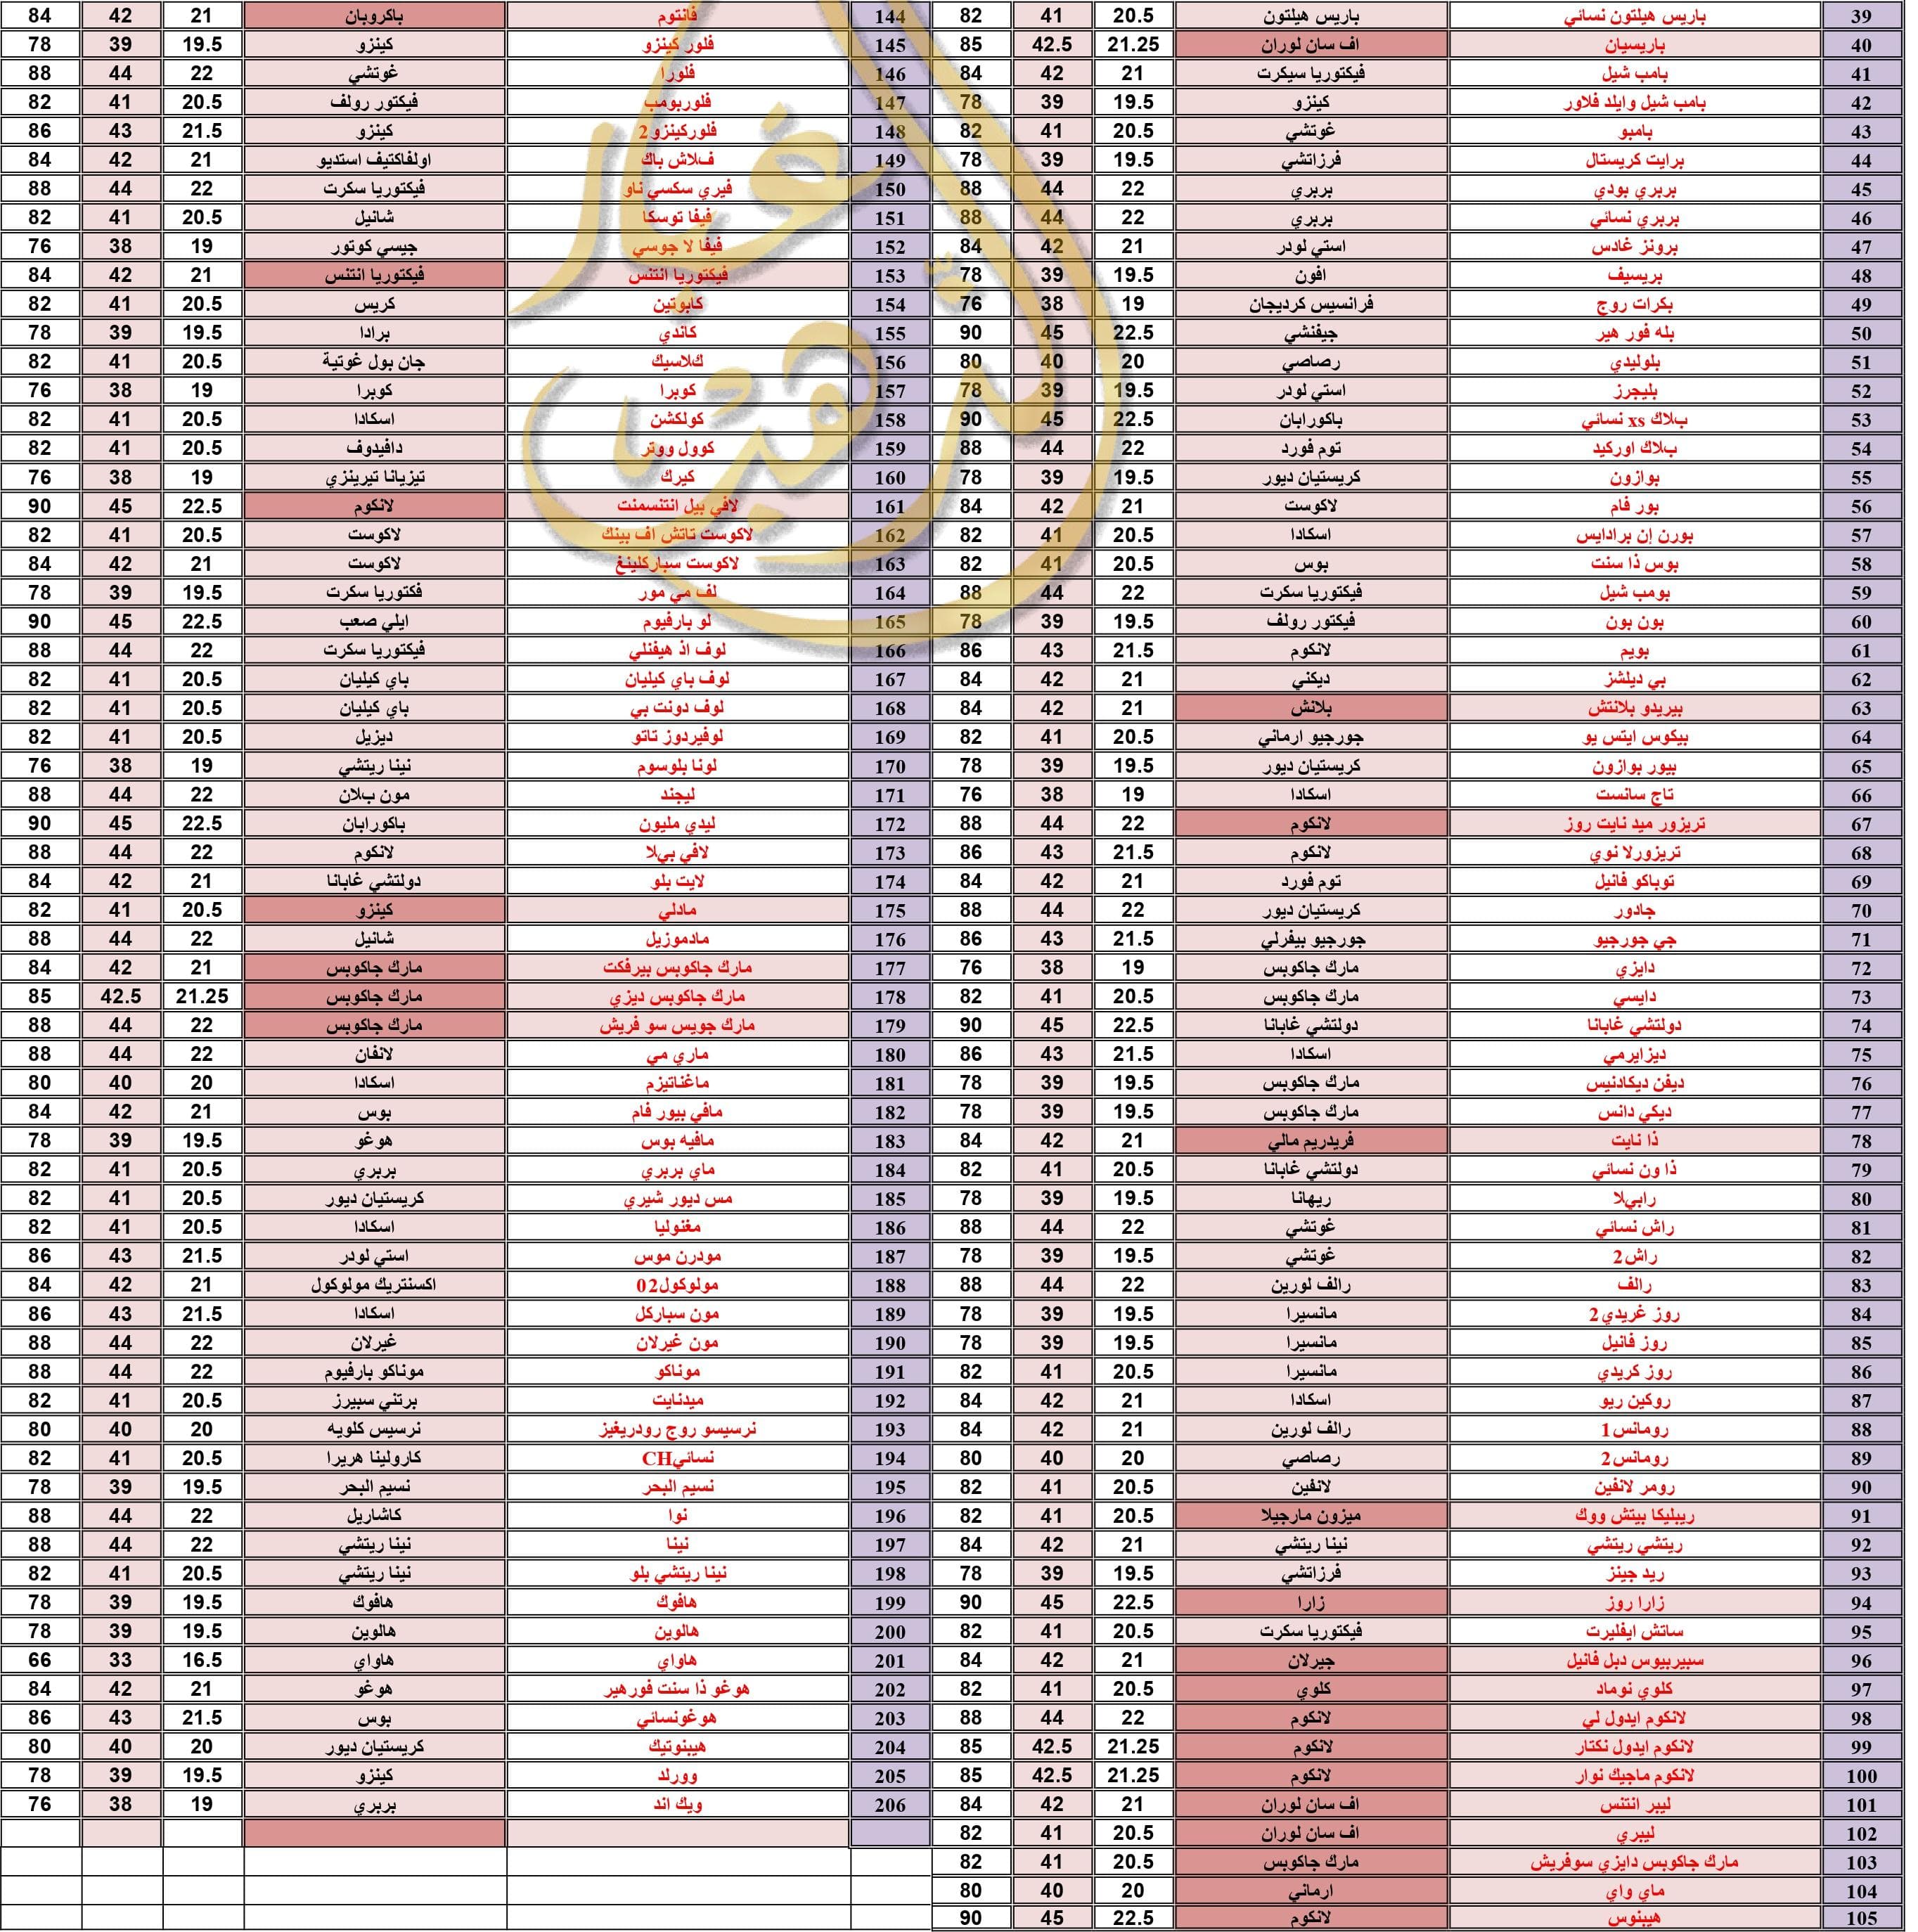 39 باريس هيلتون نسائي باريس هيلتون 20.5 41 82
40 باريسيان اف سان لوران 21.25 42.5 85
41 بامب شيل فيكتوريا سيكرت 21 42 84
42 بامب شيل وايلد فلاور كينزو 19.5 39 78
43 بامبو غوتشي 20.5 41 82
44 برايت كريستال فرزاتشي 19.5 39 78
45 بربري بودي بربري 22 44 88
46 بربري نسائي بربري 22 44 88
47 برونز غادس استي لودر 21 42 84
48 بريسيف افون 19.5 39 78
49 بكرات روج فرانسيس كرديجان 19 38 76
50 بله فور هير جيفنشي 22.5 45 90
51 بلوليدي رصاصي 20 40 80
52 بليجرز استي لودر 19.5 39 78
53 بلاك xs نسائي باكورابان 22.5 45 90
54 بلاك اوركيد توم فورد 22 44 88
55 بوازون كريستيان ديور 19.5 39 78
56 بور فام لاكوست 21 42 84
57 بورن إن برادايس اسكادا 20.5 41 82
58 بوس ذا سنت بوس 20.5 41 82
59 بومب شيل فيكتوريا سكرت 22 44 88
60 بون بون فيكتور رولف 19.5 39 78
61 بويم لانكوم 21.5 43 86
62 بي ديلشز ديكني 21 42 84
63 بيريدو بلانتش بلانش 21 42 84
64 بيكوس ايتس يو جورجيو ارماني 20.5 41 82
65 بيور بوازون كريستيان ديور 19.5 39 78
66 تاج سانست اسكادا 19 38 76
67 تريزور ميد نايت روز لانكوم 22 44 88
68 تريزورلا نوي لانكوم 21.5 43 86
69 توباكو فانيل توم فورد 21 42 84
70 جادور كريستيان ديور 22 44 88
71 جي جورجيو جورجيو بيفرلي 21.5 43 86
72 دايزي مارك جاكوبس 19 38 76
73 دايسي مارك جاكوبس 20.5 41 82
74 دولتشي غابانا دولتشي غابانا 22.5 45 90
75 ديزايرمي اسكادا 21.5 43 86
76 ديفن ديكادنيس مارك جاكوبس 19.5 39 78
77 ديكي دانس مارك جاكوبس 19.5 39 78
78 ذا نايت فريدريم مالي 21 42 84
79 ذا ون نسائي دولتشي غابانا 20.5 41 82
80 رابيلا ريهانا 19.5 39 78
81 راش نسائي غوتشي 22 44 88
82 راش2 غوتشي 19.5 39 78
83 رالف رالف لورين 22 44 88
84 روز غريدي2 مانسيرا 19.5 39 78
85 روز فانيل مانسيرا 19.5 39 78
86 روز كريدي مانسيرا 20.5 41 82
87 روكين ريو اسكادا 21 42 84
88 رومانس1 رالف لورين 21 42 84
89 رومانس2 رصاصي 20 40 80
90 رومر لانفين لانفين 20.5 41 82
91 ريبليكا بيتش ووك ميزون مارجيلا 20.5 41 82
92 ريتشي ريتشي نينا ريتشي 21 42 84
93 ريد جينز فرزاتشي 19.5 39 78
94 زارا روز زارا 22.5 45 90
95 ساتش ايفليرت فيكتوريا سكرت 20.5 41 82
96 سبيربيوس دبل فانيل جيرلان 21 42 84
97 كلوي نوماد كلوي 20.5 41 82
98 لانكوم ايدول لي لانكوم 22 44 88
99 لانكوم ايدول نكتار لانكوم 21.25 42.5 85
100 لانكوم ماجيك نوار لانكوم 21.25 42.5 85
101 ليبر انتنس اف سان لوران 21 42 84
102 ليبري اف سان لوران 20.5 41 82
103 مارك جاكوبس دايزي سوفريش مارك جاكوبس 20.5 41 82
104 ماي واي ارماني 20 40 80
105 هيبنوس لانكوم 22.5 45 90
144 فانتوم باكروبان 21 42 84
145 فلور كينزو كينزو 19.5 39 78
146 فلورا غوتشي 22 44 88
147 فلوربومب فيكتور رولف 20.5 41 82
148 فلوركينزو2 كينزو 21.5 43 86
149 فلاش باك اولفاكتيف استديو 21 42 84
150 فيري سكسي ناو فيكتوريا سكرت 22 44 88
151 فيفا توسكا شانيل 20.5 41 82
152 فيفا لا جوسي جيسي كوتور 19 38 76
153 فيكتوريا انتنس فيكتوريا انتنس 21 42 84
154 كابوتين كريس 20.5 41 82
155 كاندي برادا 19.5 39 78
156 كلاسيك جان بول غوتية 20.5 41 82
157 كوبرا كوبرا 19 38 76
158 كولكشن اسكادا 20.5 41 82
159 كوول ووتر دافيدوف 20.5 41 82
160 كيرك تيزيانا تيرينزي 19 38 76
161 لافي بيل انتنسمنت لانكوم 22.5 45 90
162 لاكوست تاتش اف بينك لاكوست 20.5 41 82
163 لاكوست سباركلينغ لاكوست 21 42 84
164 لف مي مور فكتوريا سكرت 19.5 39 78
165 لو بارفيوم ايلي صعب 22.5 45 90
166 لوف اذ هيفنلي فيكتوريا سكرت 22 44 88
167 لوف باي كيليان باي كيليان 20.5 41 82
168 لوف دونت بي باي كيليان 20.5 41 82
169 لوفيردوز تاتو ديزيل 20.5 41 82
170 لونا بلوسوم نينا ريتشي 19 38 76
171 ليجند مون بلان 22 44 88
172 ليدي مليون باكورابان 22.5 45 90
173 لافي بيلا لانكوم 22 44 88
174 لايت بلو دولتشي غابانا 21 42 84
175 مادلي كينزو 20.5 41 82
176 مادموزيل شانيل 22 44 88
177 مارك جاكوبس بيرفكت مارك جاكوبس 21 42 84
178 مارك جاكوبس ديزي مارك جاكوبس 21.25 42.5 85
179 مارك جويس سو فريش مارك جاكوبس 22 44 88
180 ماري مي لانفان 22 44 88
181 ماغناتيزم اسكادا 20 40 80
182 مافي بيور فام بوس 21 42 84
183 مافيه بوس هوغو 19.5 39 78
184 ماي بربري بربري 20.5 41 82
185 مس ديور شيري كريستيان ديور 20.5 41 82
186 مغنوليا اسكادا 20.5 41 82
187 مودرن موس استي لودر 21.5 43 86
188 مولوكول02 اكسنتريك مولوكول 21 42 84
189 مون سباركل اسكادا 21.5 43 86
190 مون غيرلان غيرلان 22 44 88
191 موناكو موناكو بارفيوم 22 44 88
192 ميدنايت برتني سبيرز 20.5 41 82
193 نرسيسو روج رودريغيز نرسيس كلويه 20 40 80
194 نسائيCH كارولينا هريرا 20.5 41 82
195 نسيم البحر نسيم البحر 19.5 39 78
196 نوا كاشاريل 22 44 88
197 نينا نينا ريتشي 22 44 88
198 نينا ريتشي بلو نينا ريتشي 20.5 41 82
199 هافوك هافوك 19.5 39 78
200 هالوين هالوين 19.5 39 78
201 هاواي هاواي 16.5 33 66
202 هوغو ذا سنت فورهير هوغو 21 42 84
203 هوغونسائي بوس 21.5 43 86
204 هيبنوتيك كريستيان ديور 20 40 80
205 وورلد كينزو 19.5 39 78
206 ويك اند بربري 19 38 76